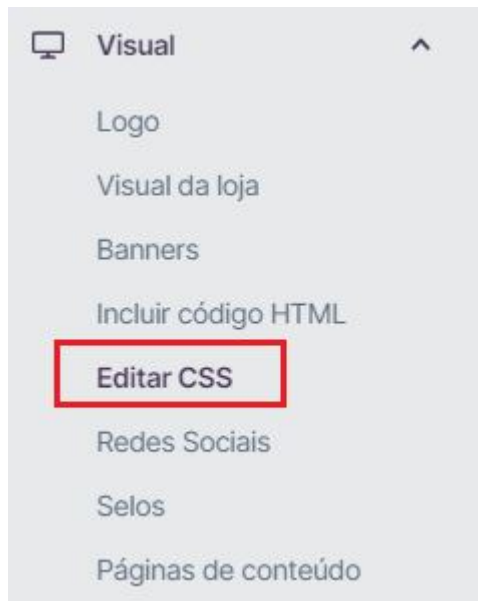 Visual
Logo
Visual da loja
Banners
Incluir código HTML
Editar CSS
Redes Sociais
Selos
Páginas de conteúdo